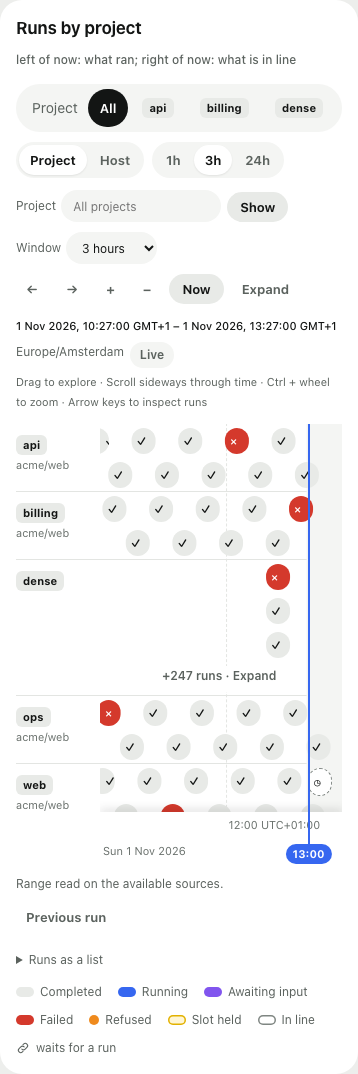 Runs by project
left of now: what ran; right of now: what is in line
Project All api billing dense
Project Host 1h 3h 24h
Project All projects Show
Window 3 hours
← → + − Now Expand
1 Nov 2026, 10:27:00 GMT+1 – 1 Nov 2026, 13:27:00 GMT+1
Europe/Amsterdam Live
Drag to explore · Scroll sideways through time · Ctrl + wheel
to zoom · Arrow keys to inspect runs
api
acme/web
billing
acme/web
dense
+247 runs · Expand
ops
acme/web
web
acme/web
12:00 UTC+01:00
Sun 1 Nov 2026 13:00
Range read on the available sources.
Previous run
Runs as a list
Completed Running Awaiting input
Failed Refused Slot held In line
waits for a run